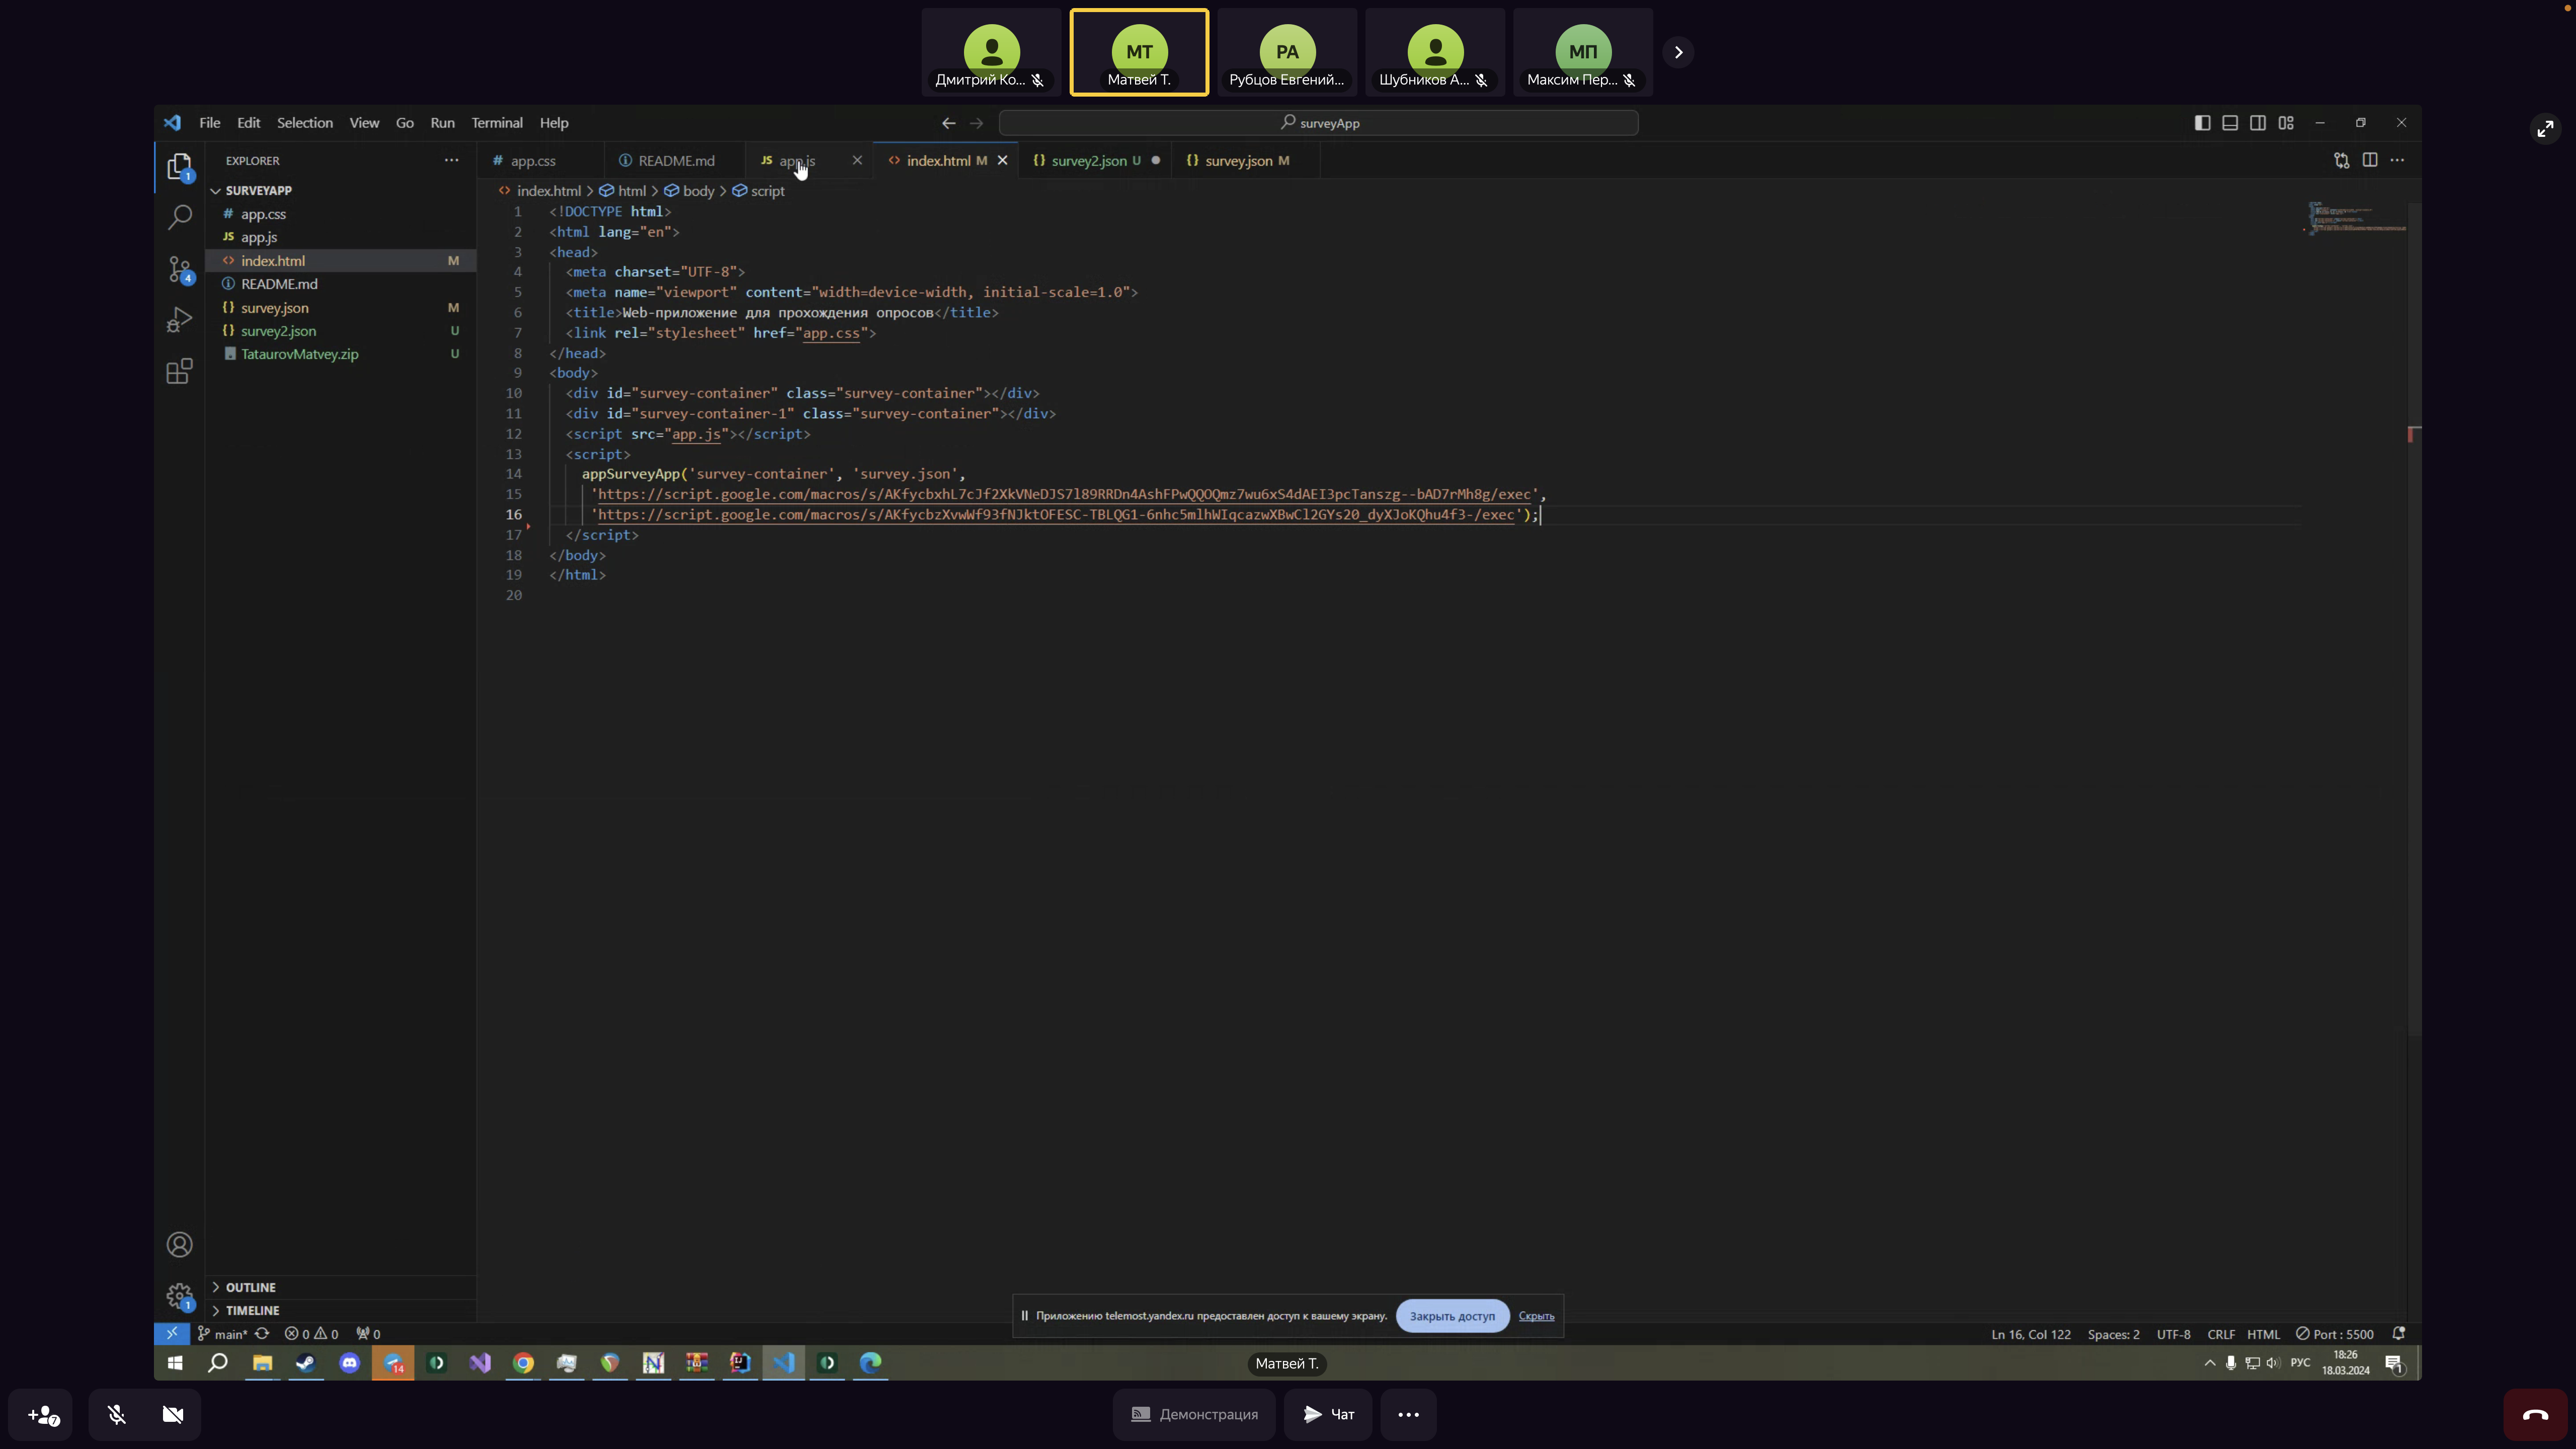 МТ
РА
МП
Дмитрий Ко...
Матвей Т.
Рубцов Евгений...
Шубников А...
Максим Пер...
File Edit Selection View Go Run Terminal Help
surveyApp
EXPLORER
# app.css
README.md
JS app.js
<> index.html M
{} survey2.json U
{} survey.json M
SURVEYAPP
# app.css
JS app.js
<> index.html M
README.md
{} survey.json M
{} survey2.json U
TataurovMatvey.zip U
1
4
<> index.html > html > body > script
1 <!DOCTYPE html>
2 <html lang="en">
3 <head>
4 <meta charset="UTF-8">
5 <meta name="viewport" content="width=device-width, initial-scale=1.0">
6 <title>Web-приложение для прохождения опросов</title>
7 <link rel="stylesheet" href="app.css">
8 </head>
9 <body>
10 <div id="survey-container" class="survey-container"></div>
11 <div id="survey-container-1" class="survey-container"></div>
12 <script src="app.js"></script>
13 <script>
14 appSurveyApp('survey-container', 'survey.json',
15 'https://script.google.com/macros/s/AKfycbxhL7cJf2XkVNeDJS7l89RRDn4AshFPwQQOQmz7wu6xS4dAEI3pcTanszg--bAD7rMh8g/exec',
16 'https://script.google.com/macros/s/AKfycbzXvwWf93fNJktOFESC-TBLQG1-6nhc5mlhWIqcazwXBwCl2GYs20_dyXJoKQhu4f3-/exec');
17 </script>
18 </body>
19 </html>
20
1
OUTLINE
TIMELINE
Приложению telemost.yandex.ru предоставлен доступ к вашему экрану. Закрыть доступ Скрыть
main* 0 0 0
Ln 16, Col 122 Spaces: 2 UTF-8 CRLF HTML Port : 5500
14
Матвей Т.
РУС
18:26
18.03.2024
1
7
Демонстрация
Чат